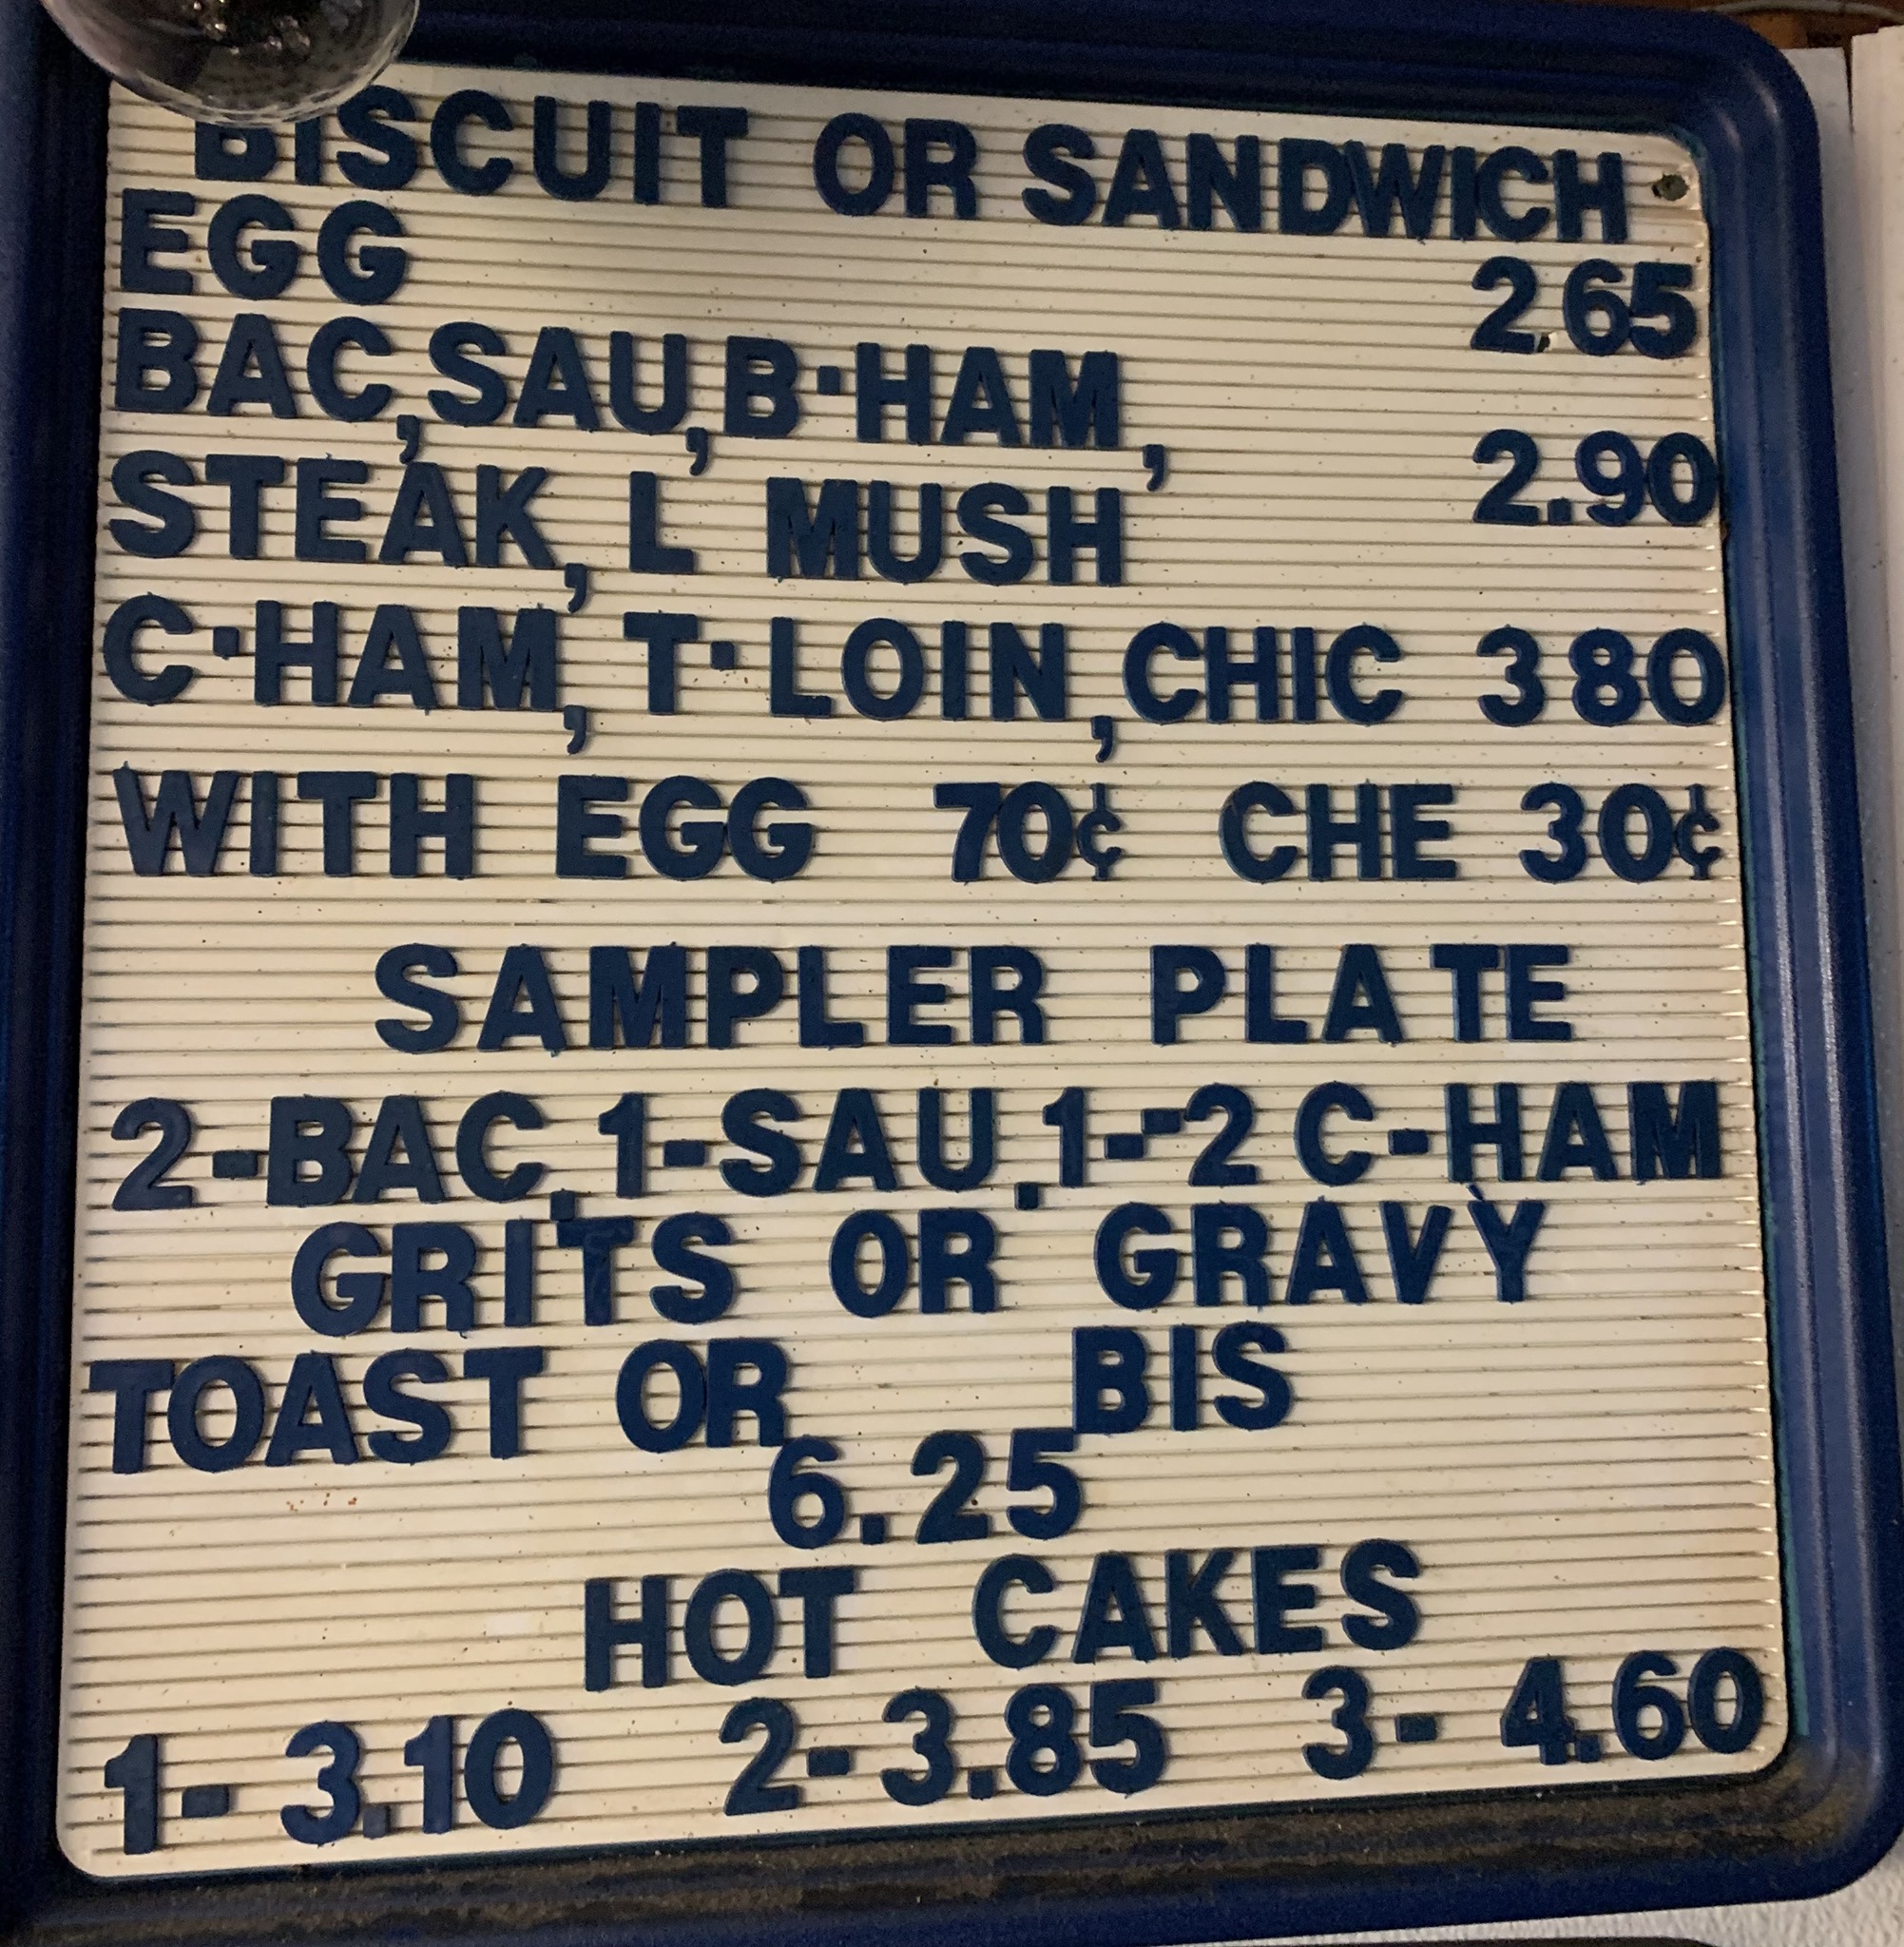 BISCUIT OR SANDWICH
EGG 2.65
BAC,SAU,B·HAM,
STEAK, L MUSH 2.90
C·HAM, T·LOIN,CHIC 380
WITH EGG 70¢ CHE 30¢
SAMPLER PLATE
2-BAC.1-SAU.1--2 C-HAM
GRITS OR GRAVY
TOAST OR BIS
6.25
HOT CAKES
1- 3.10 2-3.85 3- 4.60